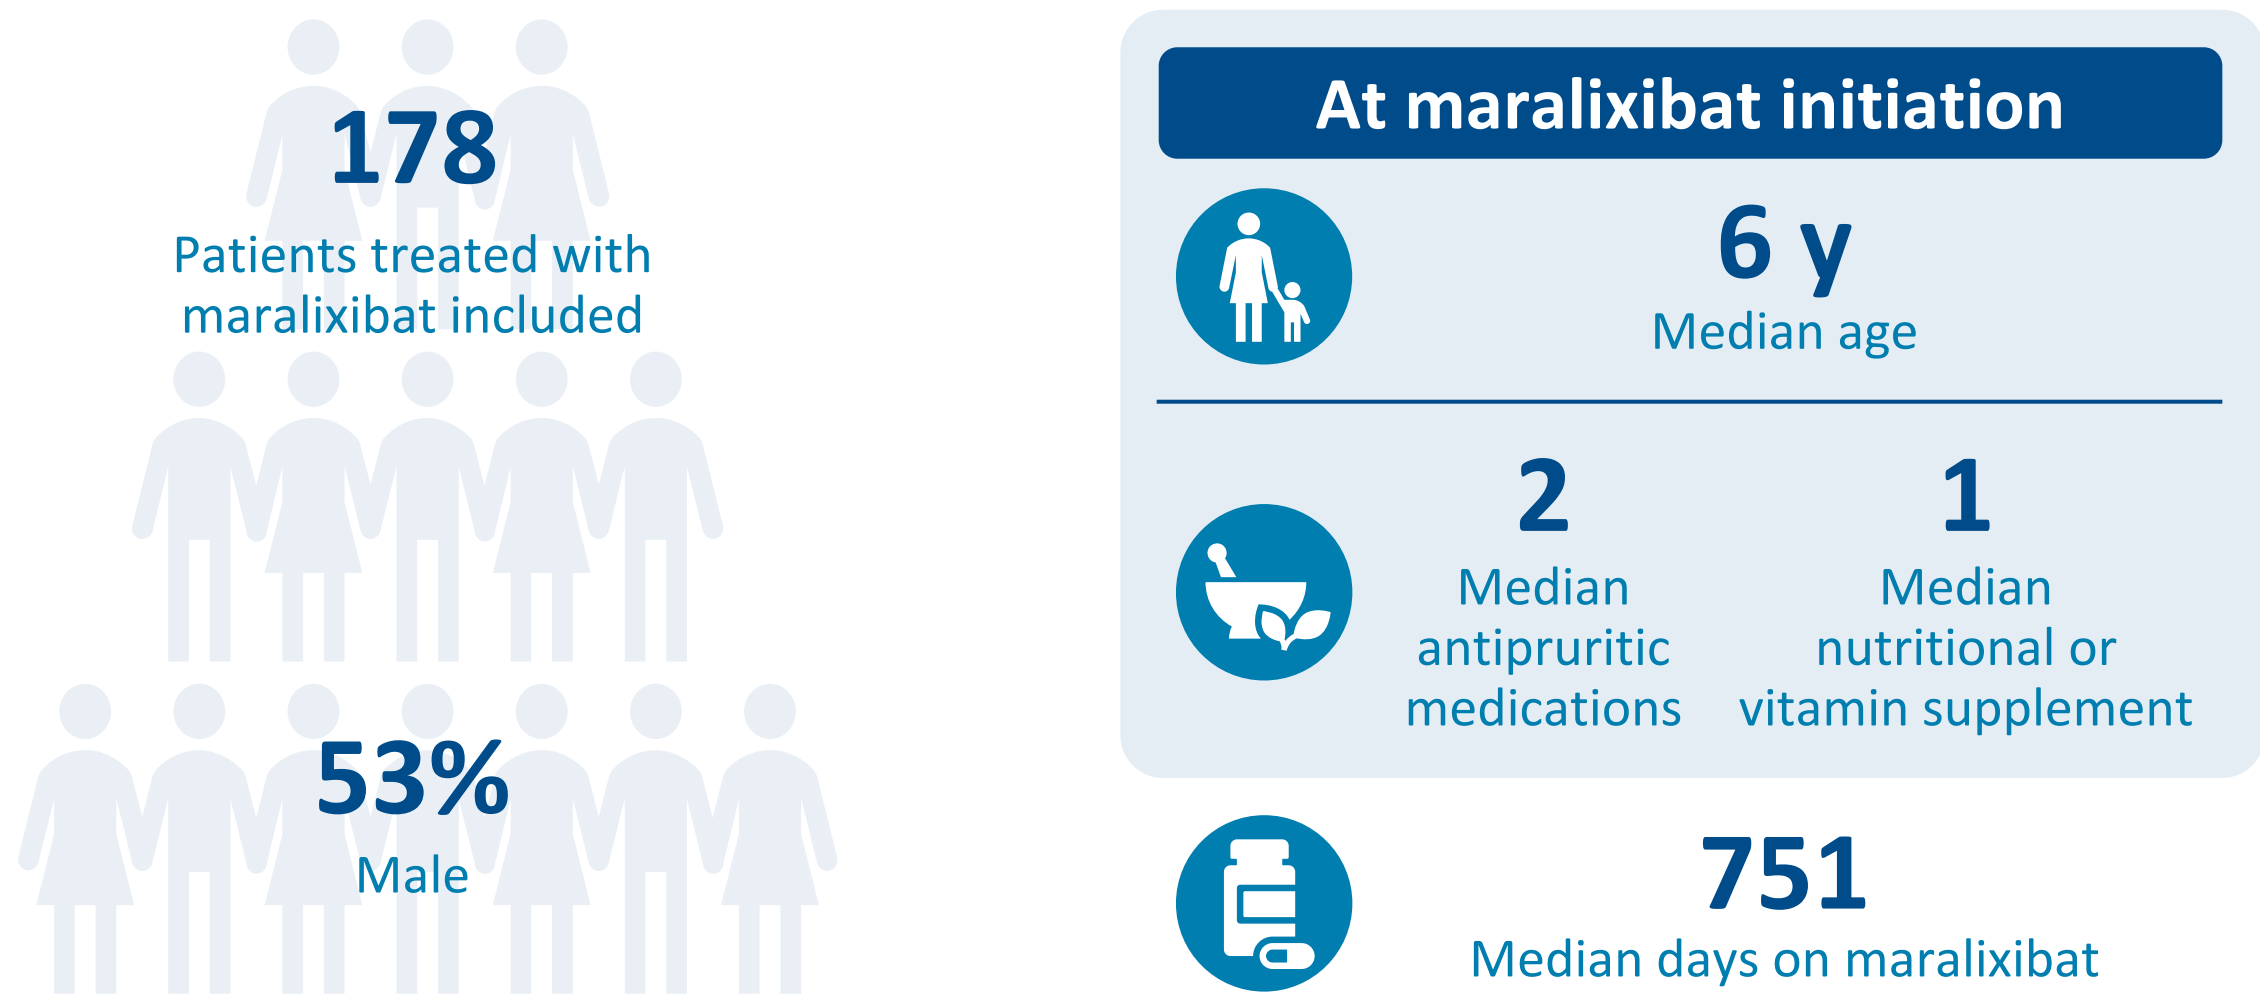 178
Patients treated with
maralixibat included
53%
Male
At maralixibat initiation
6 y
Median age
2
Median
antipruritic
medications
1
Median
nutritional or
vitamin supplement
751
Median days on maralixibat